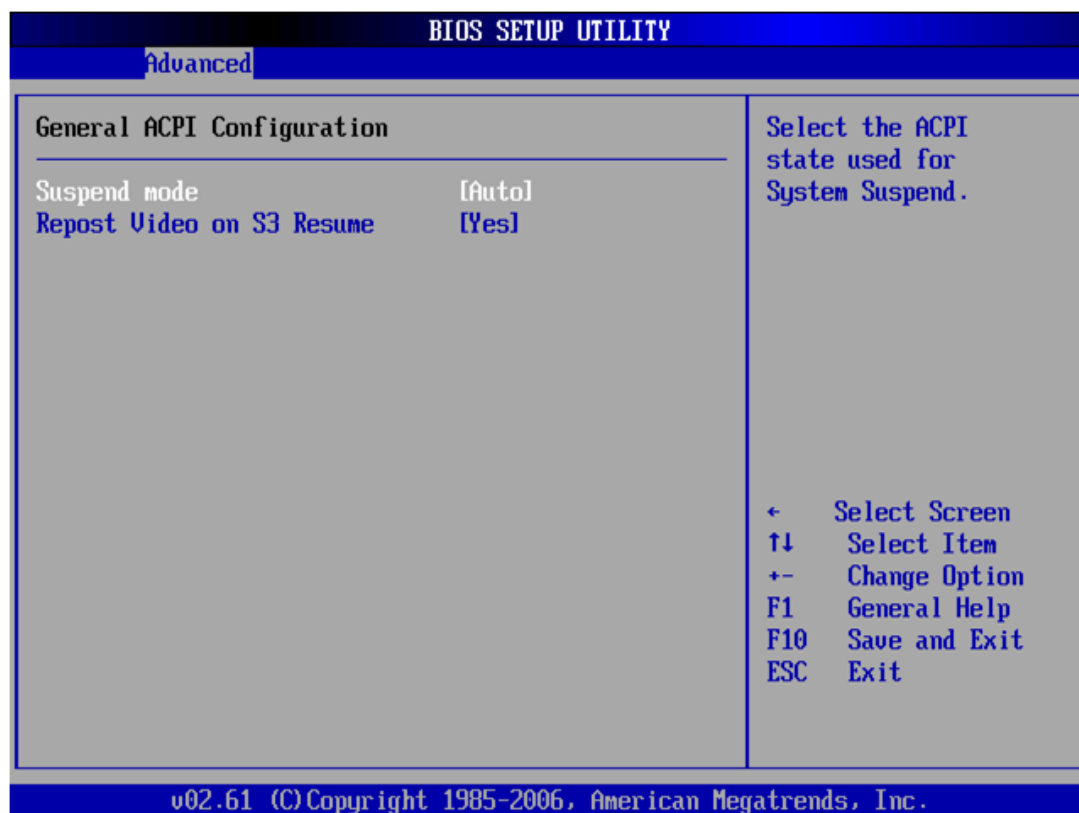 BIOS SETUP UTILITY
Advanced
General ACPI Configuration
Suspend mode [Auto]
Repost Video on S3 Resume [Yes]
Select the ACPI
state used for
System Suspend.
← Select Screen
↑↓ Select Item
+- Change Option
F1 General Help
F10 Save and Exit
ESC Exit
v02.61 (C)Copyright 1985-2006, American Megatrends, Inc.